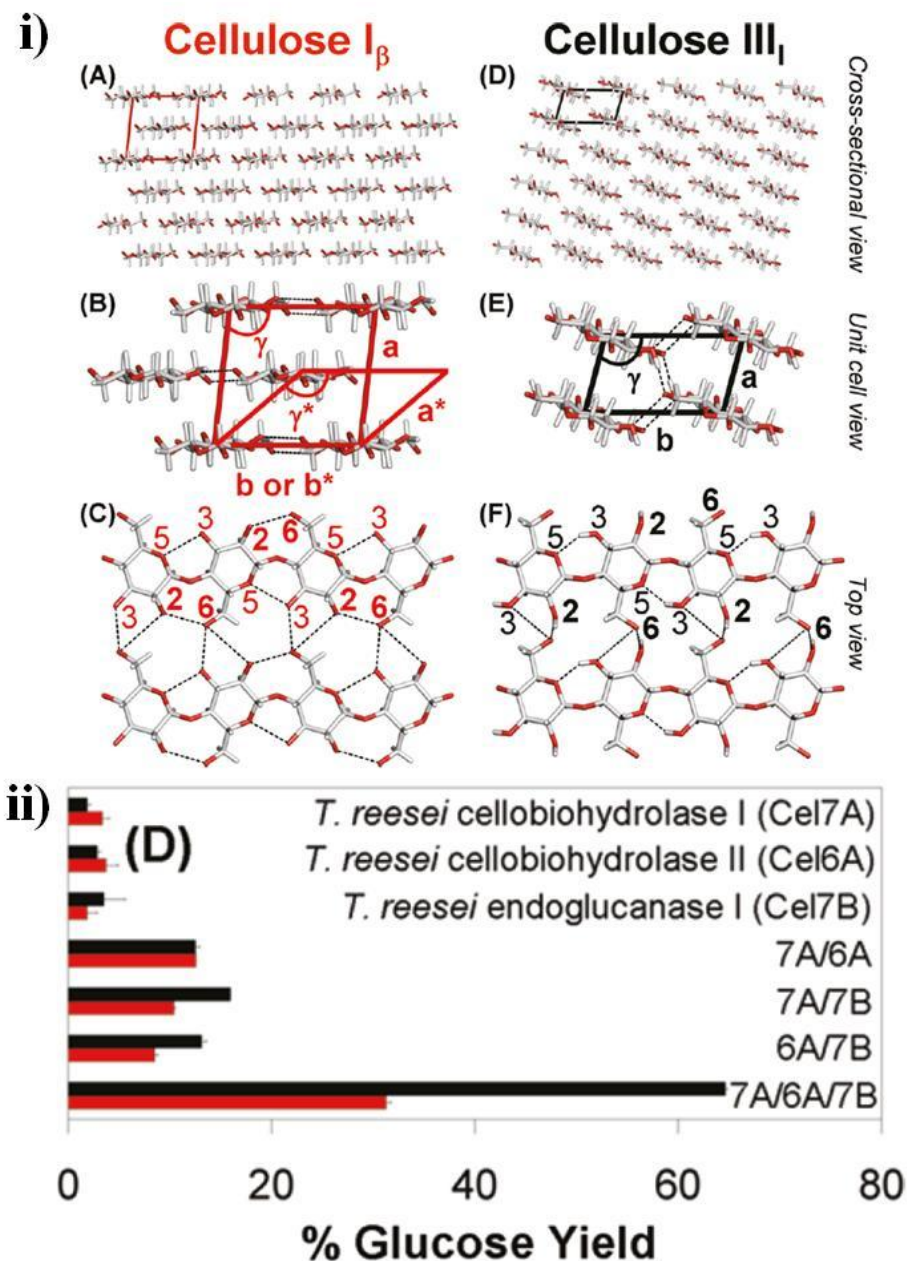 i)
Cellulose Iβ
Cellulose IIII
(A)
(D)
Cross-sectional view
(B)
γ
a
γ*
a*
b or b*
(E)
γ
a
b
Unit cell view
(C)
5
3
2
6
5
3
3
2
6
5
3
2
6
(F)
5
3
2
6
5
3
3
2
6
5
3
2
6
Top view
ii)
(D)
T. reesei cellobiohydrolase I (Cel7A)
T. reesei cellobiohydrolase II (Cel6A)
T. reesei endoglucanase I (Cel7B)
7A/6A
7A/7B
6A/7B
7A/6A/7B
0
20
40
60
80
% Glucose Yield